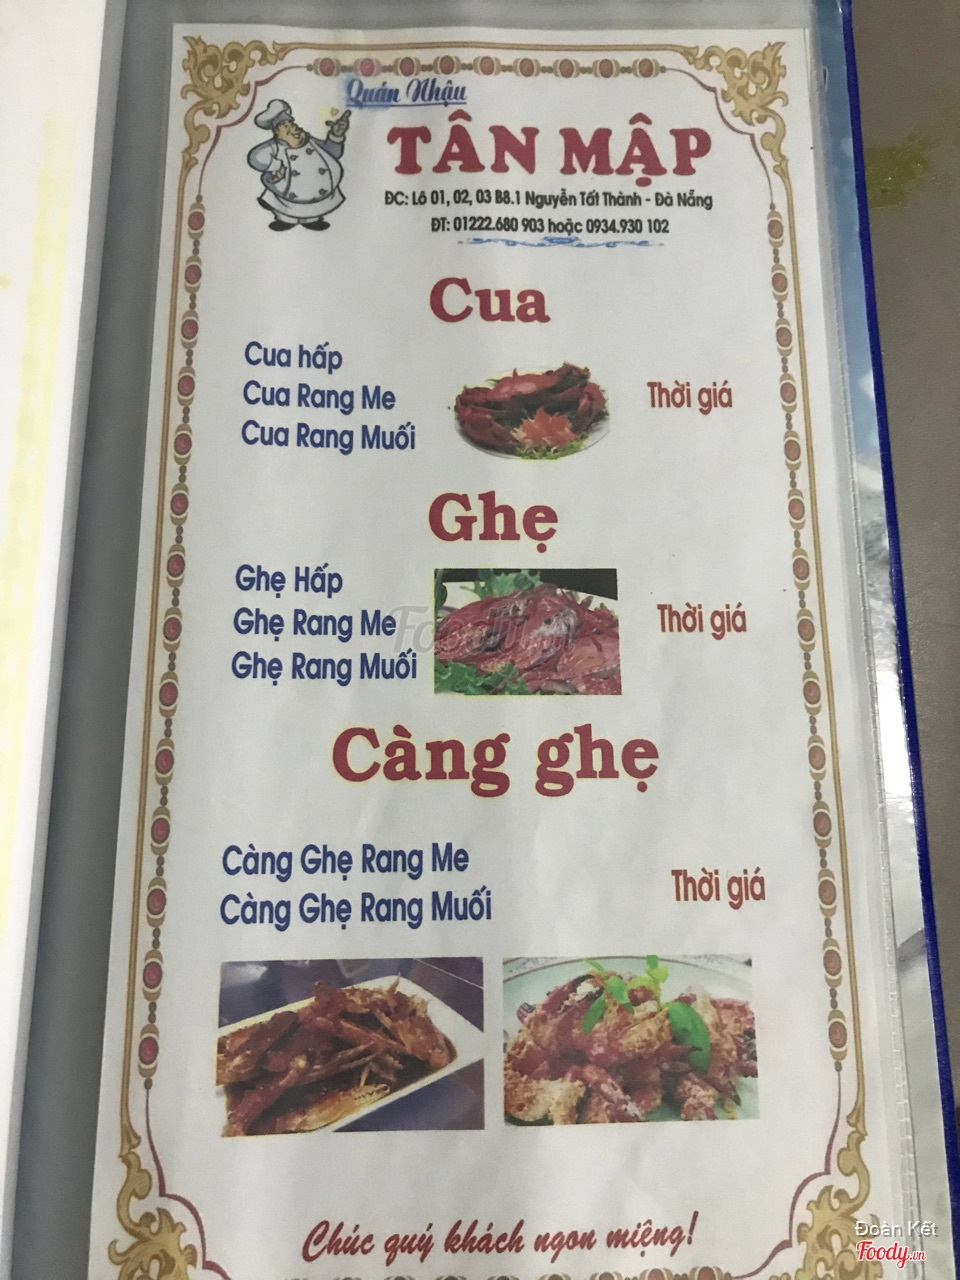 Quán Nhậu
TÂN MẬP
ĐC: Lô 01, 02, 03 B8.1 Nguyễn Tất Thành - Đà Nẵng
ĐT: 01222.680 903 hoặc 0934.930 102
Cua
Cua hấp
Cua Rang Me
Cua Rang Muối
Thời giá
Ghẹ
Ghẹ Hấp
Ghẹ Rang Me
Ghẹ Rang Muối
Thời giá
Càng ghẹ
Càng Ghẹ Rang Me
Càng Ghẹ Rang Muối
Thời giá
Chúc quý khách ngon miệng!
Đoàn Kết
Foody.vn